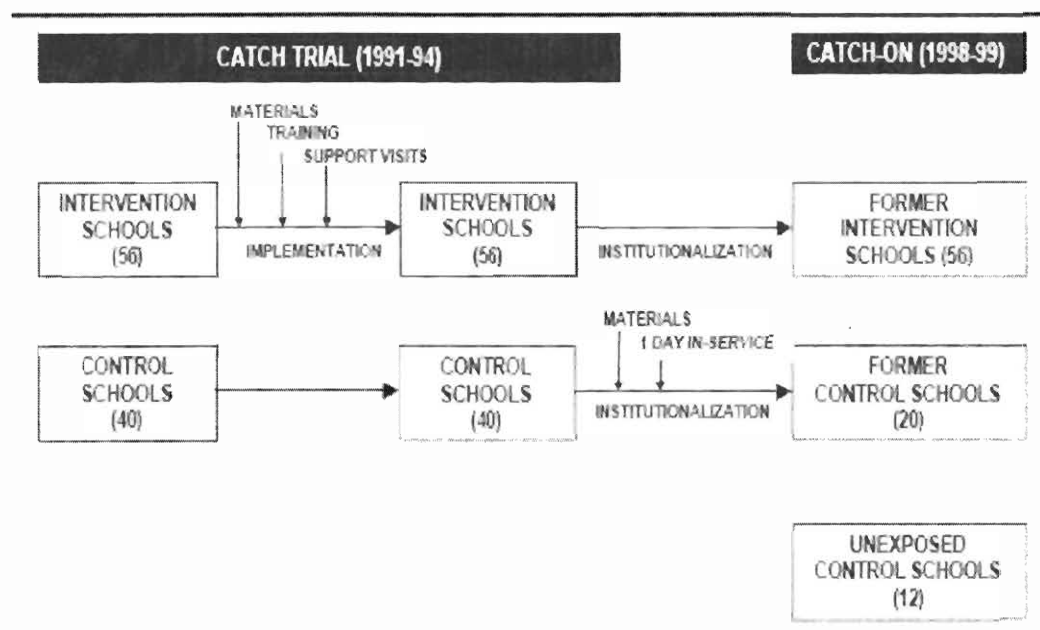 CATCH TRIAL (1991-94)
CATCH-ON (1998-99)
MATERIALS
TRAINING
SUPPORT VISITS
INTERVENTION
SCHOOLS
(56)
IMPLEMENTATION
INTERVENTION
SCHOOLS
(56)
INSTITUTIONALIZATION
FORMER
INTERVENTION
SCHOOLS (56)
MATERIALS
1 DAY IN-SERVICE
CONTROL
SCHOOLS
(40)
CONTROL
SCHOOLS
(40)
INSTITUTIONALIZATION
FORMER
CONTROL SCHOOLS
(20)
UNEXPOSED
CONTROL SCHOOLS
(12)